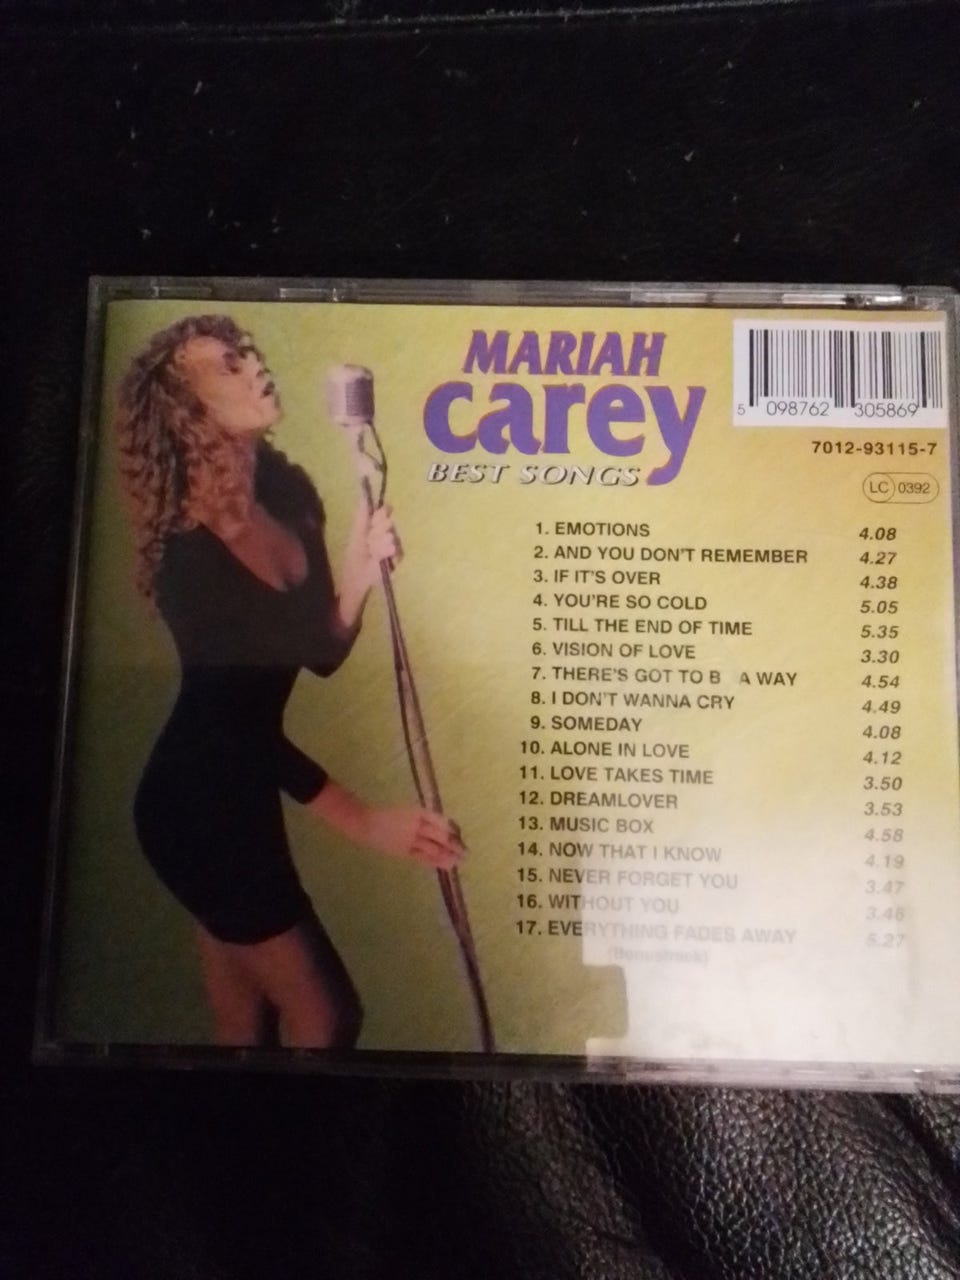 MARIAH
carey
BEST SONGS
5 098762 305869
7012-93115-7
LC 0392
1. EMOTIONS 4.08
2. AND YOU DON'T REMEMBER 4.27
3. IF IT'S OVER 4.38
4. YOU'RE SO COLD 5.05
5. TILL THE END OF TIME 5.35
6. VISION OF LOVE 3.30
7. THERE'S GOT TO B A WAY 4.54
8. I DON'T WANNA CRY 4.49
9. SOMEDAY 4.08
10. ALONE IN LOVE 4.12
11. LOVE TAKES TIME 3.50
12. DREAMLOVER 3.53
13. MUSIC BOX 4.58
14. NOW THAT I KNOW 4.19
15. NEVER FORGET YOU 3.47
16. WITHOUT YOU 3.46
17. EVERYTHING FADES AWAY 5.27
(Bonustrack)